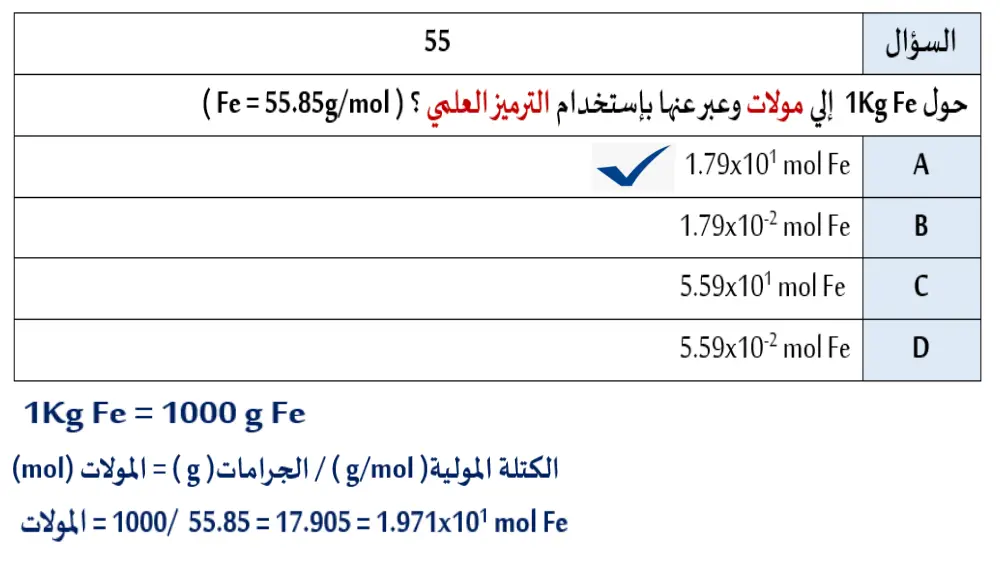 السؤال 55
حول 1Kg Fe إلي مولات وعبر عنها بإستخدام الترميز العلمي ؟ ( Fe = 55.85g/mol )
A 1.79x10¹ mol Fe
B 1.79x10⁻² mol Fe
C 5.59x10¹ mol Fe
D 5.59x10⁻² mol Fe
1Kg Fe = 1000 g Fe
الكتلة المولية( g/mol ) / الجرامات( g ) = المولات (mol)
المولات = 1000/ 55.85 = 17.905 = 1.971x10¹ mol Fe